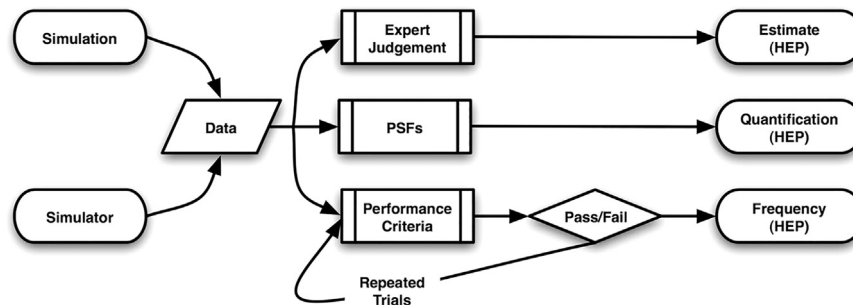 Simulation
Expert
Judgement
Estimate
(HEP)
Data
PSFs
Quantification
(HEP)
Simulator
Performance
Criteria
Pass/Fail
Frequency
(HEP)
Repeated
Trials